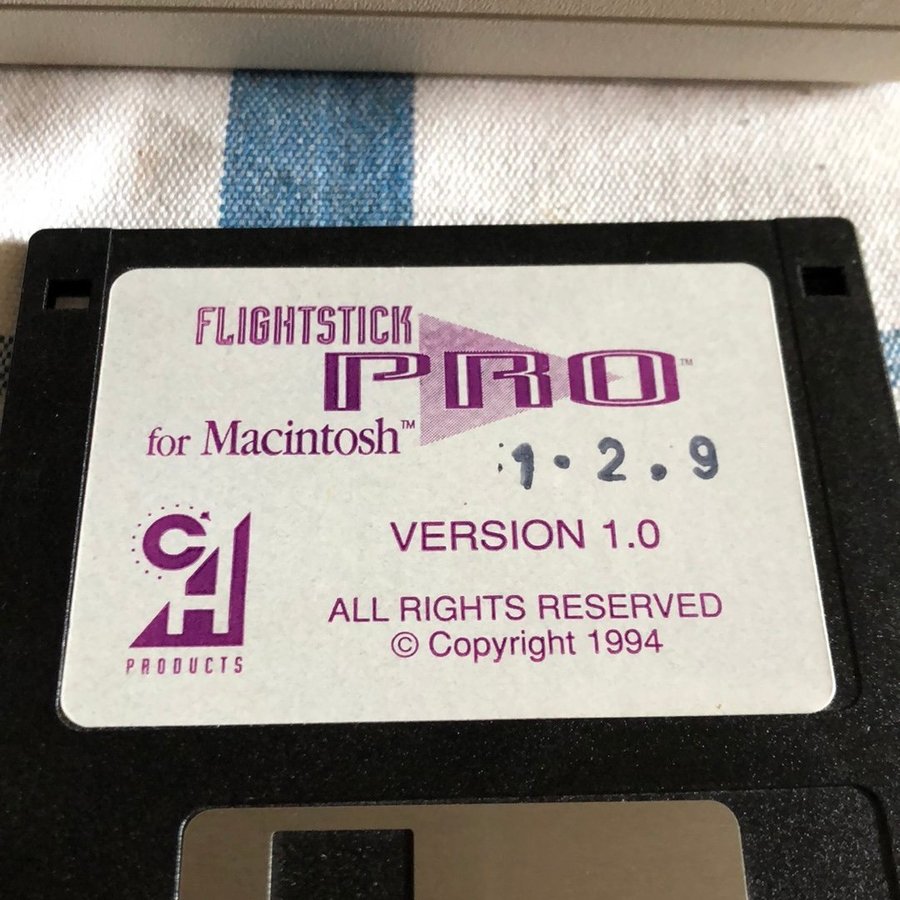 FLIGHTSTICK
PRO™
for Macintosh™
1.2.9
CH
PRODUCTS
VERSION 1.0
ALL RIGHTS RESERVED
© Copyright 1994